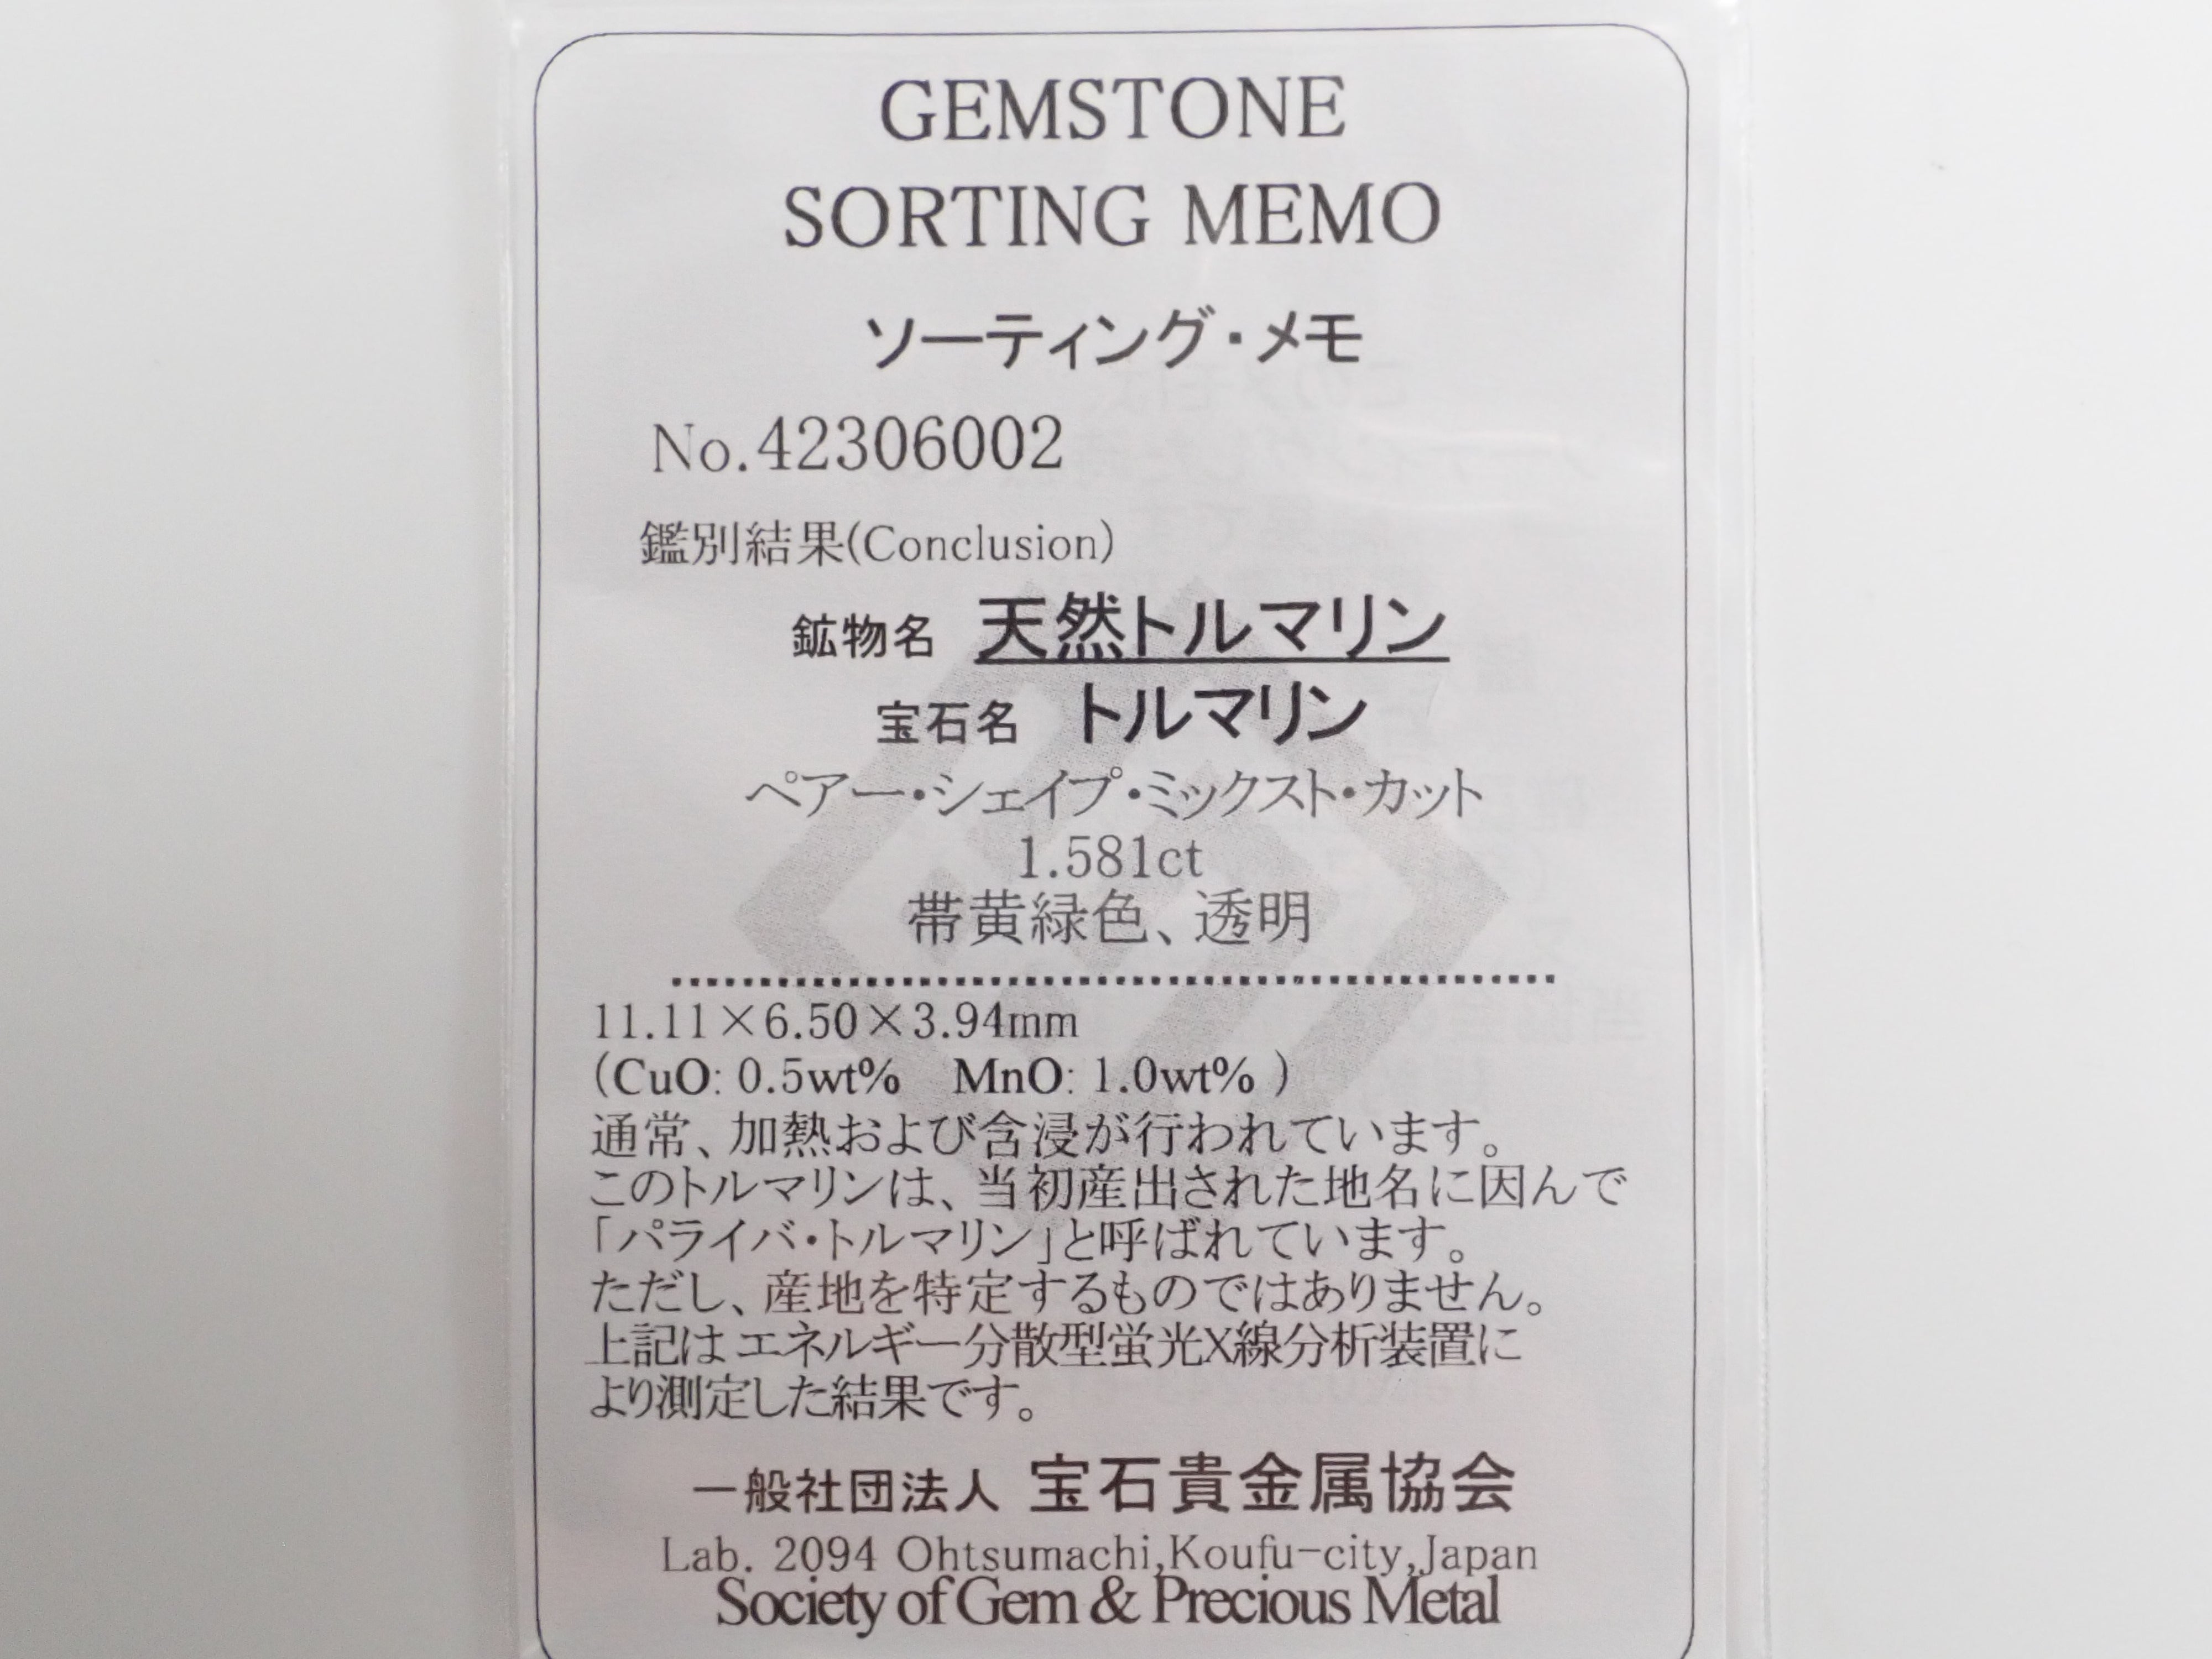 GEMSTONE
SORTING MEMO
ソーティング・メモ
No.42306002
鑑別結果(Conclusion)
鉱物名 天然トルマリン
宝石名 トルマリン
ペアー・シェイプ・ミックスト・カット
1.581ct
帯黄緑色、透明
11.11×6.50×3.94mm
(CuO: 0.5wt% MnO: 1.0wt% )
通常、加熱および含浸が行われています。
このトルマリンは、当初産出された地名に因んで
「パライバ・トルマリン」と呼ばれています。
ただし、産地を特定するものではありません。
上記はエネルギー分散型蛍光X線分析装置に
より測定した結果です。
一般社団法人 宝石貴金属協会
Lab. 2094 Ohtsumachi,Koufu-city,Japan
Society of Gem & Precious Metal